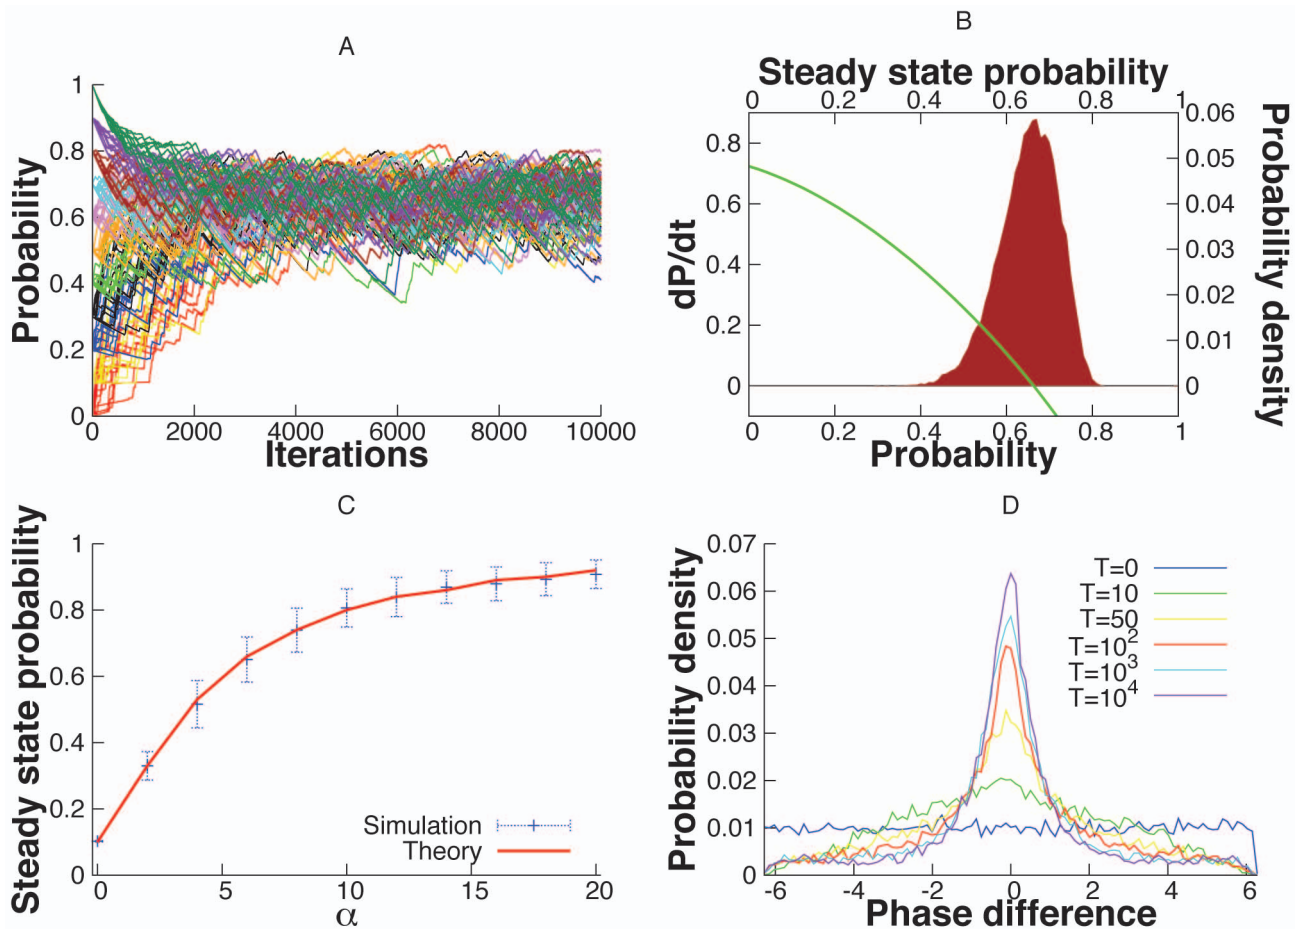 A
Probability
1
0.8
0.6
0.4
0.2
0
0 2000 4000 6000 8000 10000
Iterations
B
Steady state probability
0 0.2 0.4 0.6 0.8 1
dP/dt
0.8
0.6
0.4
0.2
0
0.06
0.05
0.04
0.03
0.02
0.01
0
Probability density
0 0.2 0.4 0.6 0.8 1
Probability
C
Steady state probability
1
0.8
0.6
0.4
0.2
0
Simulation
Theory
0 5 10 15 20
α
D
Probability density
0.07
0.06
0.05
0.04
0.03
0.02
0.01
0
T=0
T=10
T=50
T=10²
T=10³
T=10⁴
-6 -4 -2 0 2 4 6
Phase difference